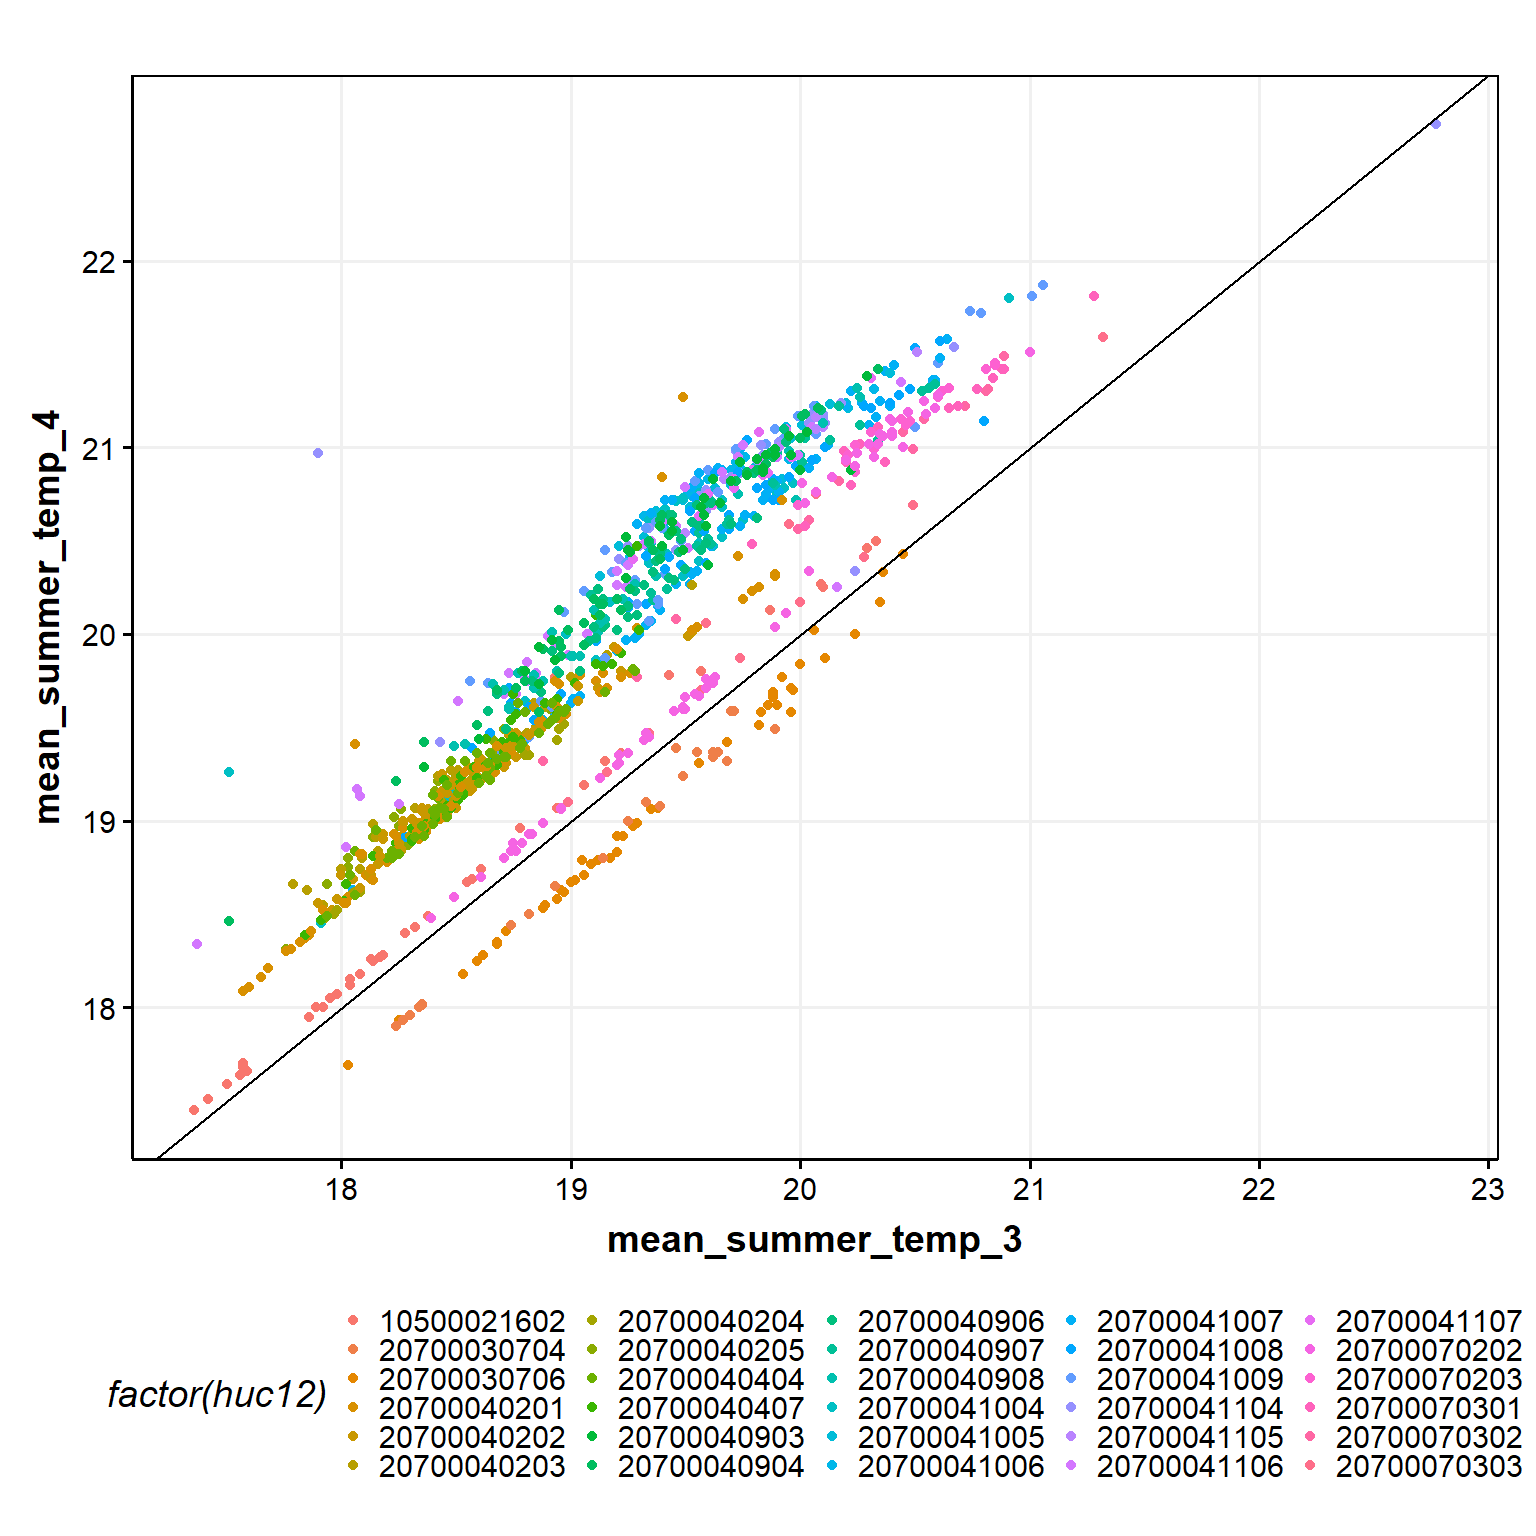 22
21
20
19
18
mean_summer_temp_4
18 19 20 21 22 23
mean_summer_temp_3
factor(huc12)
10500021602 20700040204 20700040906 20700041007 20700041107
20700030704 20700040205 20700040907 20700041008 20700070202
20700030706 20700040404 20700040908 20700041009 20700070203
20700040201 20700040407 20700041004 20700041104 20700070301
20700040202 20700040903 20700041005 20700041105 20700070302
20700040203 20700040904 20700041006 20700041106 20700070303